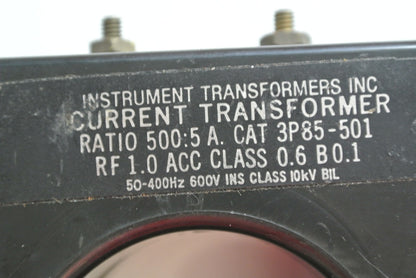 INSTRUMENT TRANSFORMERS INC
CURRENT TRANSFORMER
RATIO 500:5 A. CAT 3P85-501
RF 1.0 ACC CLASS 0.6 B0.1
50-400Hz 600V INS CLASS 10kV BIL